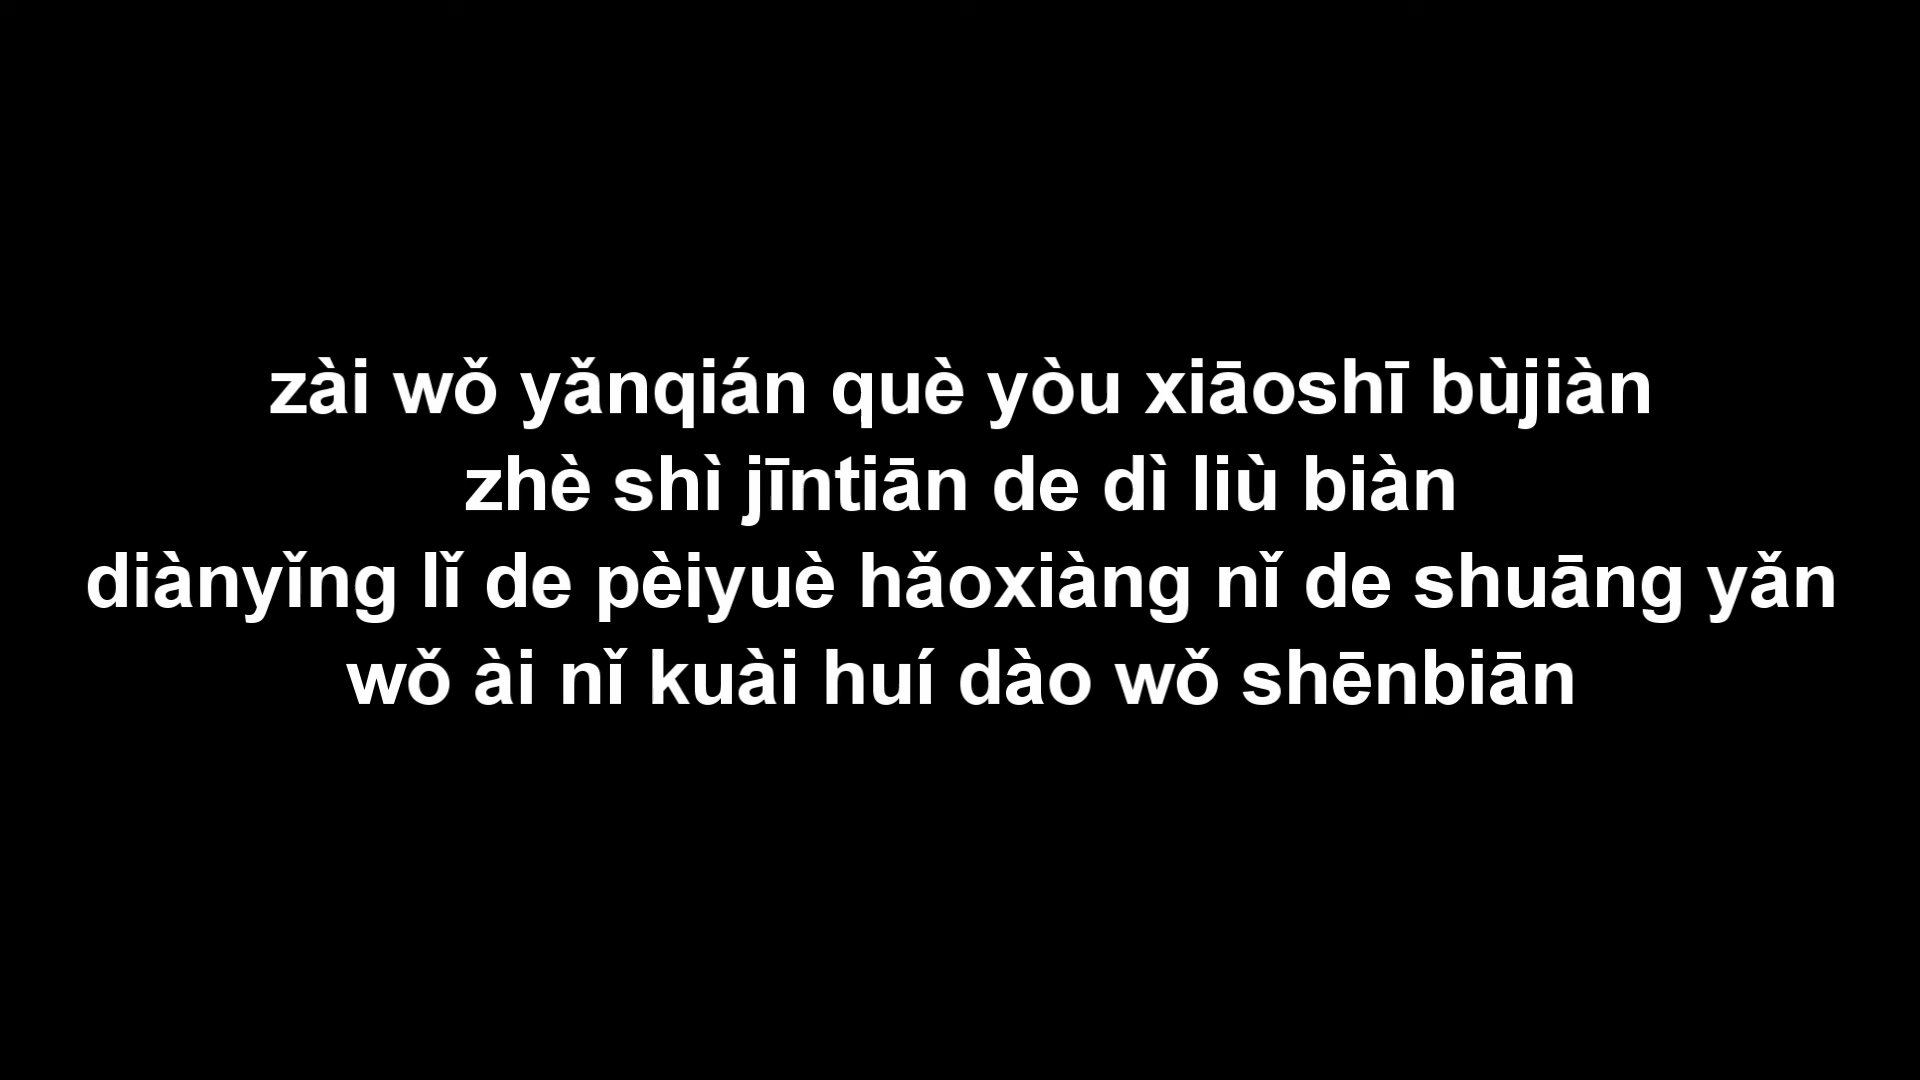 zài wǒ yǎnqián què yòu xiāoshī bùjiàn
zhè shì jīntiān de dì liù biàn
diànyǐng lǐ de pèiyuè hǎoxiàng nǐ de shuāng yǎn
wǒ ài nǐ kuài huí dào wǒ shēnbiān